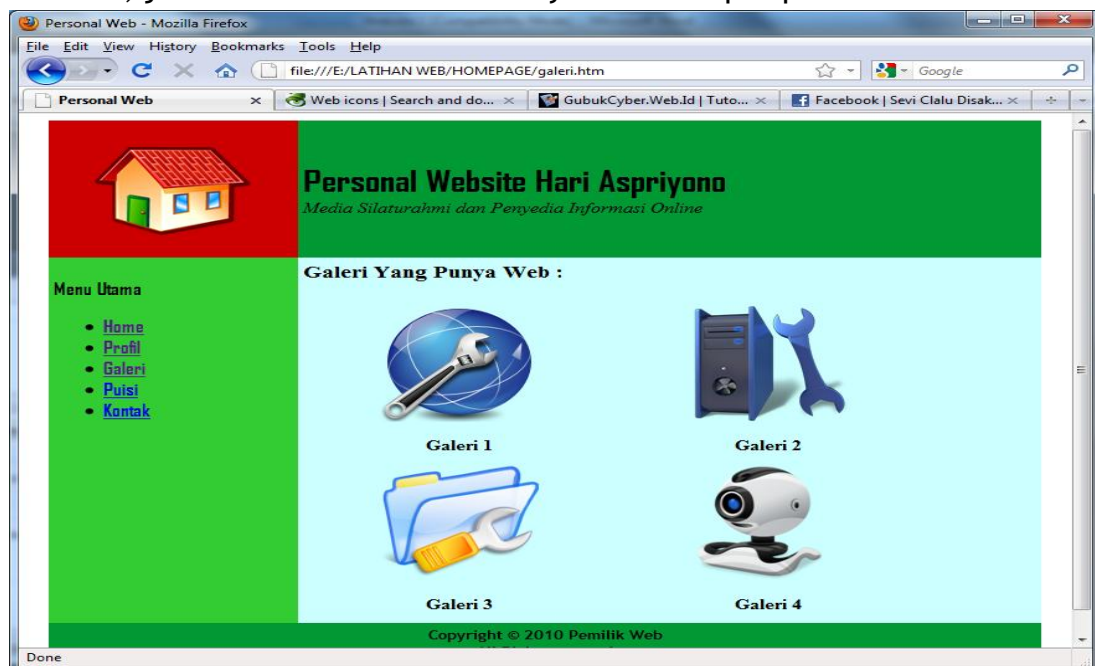 Personal Web - Mozilla Firefox
File Edit View History Bookmarks Tools Help
file:///E:/LATIHAN WEB/HOMEPAGE/galeri.htm
Google
Personal Web
Web icons | Search and do...
GubukCyber.Web.Id | Tuto...
Facebook | Sevi Clalu Disak...
Personal Website Hari Aspriyono
Media Silaturahmi dan Penyedia Informasi Online
Menu Utama
Home
Profil
Galeri
Puisi
Kontak
Galeri Yang Punya Web :
Galeri 1
Galeri 2
Galeri 3
Galeri 4
Copyright © 2010 Pemilik Web
Done